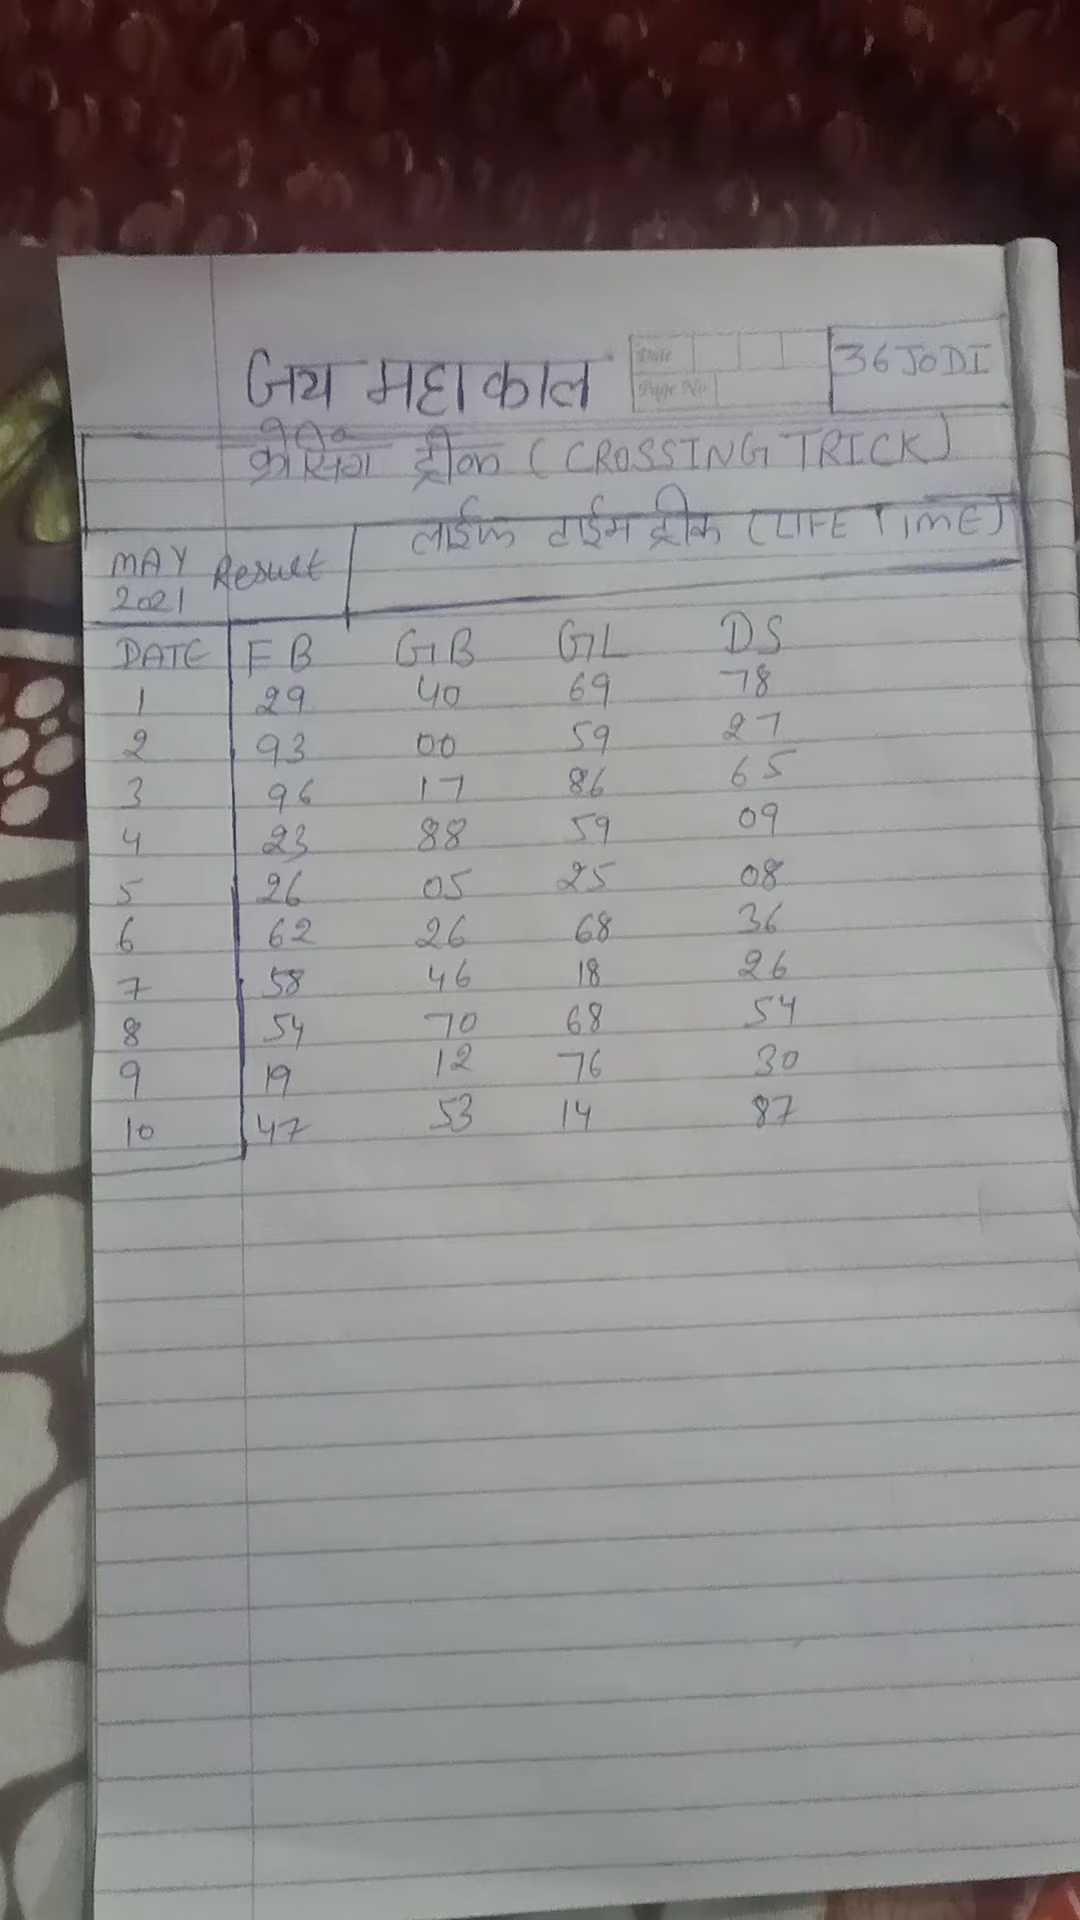 जय महाकाल
36 JODI
क्रोसिंग ट्रीक (CROSSING TRICK)
लाईफ टाईम ट्रीक (LIFE TIME)
MAY 2021 Result
DATE FB GB GL DS
1 29 40 69 78
2 93 00 59 27
3 96 17 86 65
4 23 88 59 09
5 26 05 25 08
6 62 26 68 36
7 58 46 18 26
8 54 70 68 54
9 19 12 76 30
10 47 53 14 87